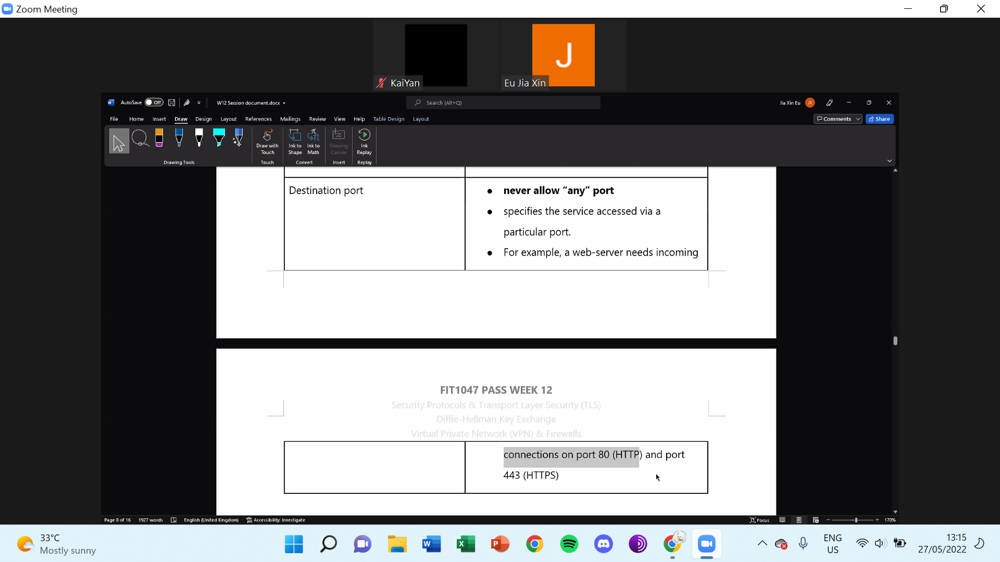 Zoom Meeting
J
KaiYan
Eu Jia Xin
AutoSave Off W12 Session document.docx Search (Alt+Q) Jia Xin Eu JX
File Home Insert Draw Design Layout References Mailings Review View Help Table Design Layout Comments Share
Draw with Touch
Ink to Shape
Ink to Math
Drawing Canvas
Ink Replay
Drawing Tools Touch Convert Insert Replay
Destination port
never allow “any” port
specifies the service accessed via a
particular port.
For example, a web-server needs incoming
FIT1047 PASS WEEK 12
Security Protocols & Transport Layer Security (TLS)
Diffie-Hellman Key Exchange
Virtual Private Network (VPN) & Firewalls
connections on port 80 (HTTP) and port
443 (HTTPS)
Page 8 of 16 1927 words English (United Kingdom) Accessibility: Investigate Focus 170%
33°C
Mostly sunny
ENG
US
13:15
27/05/2022